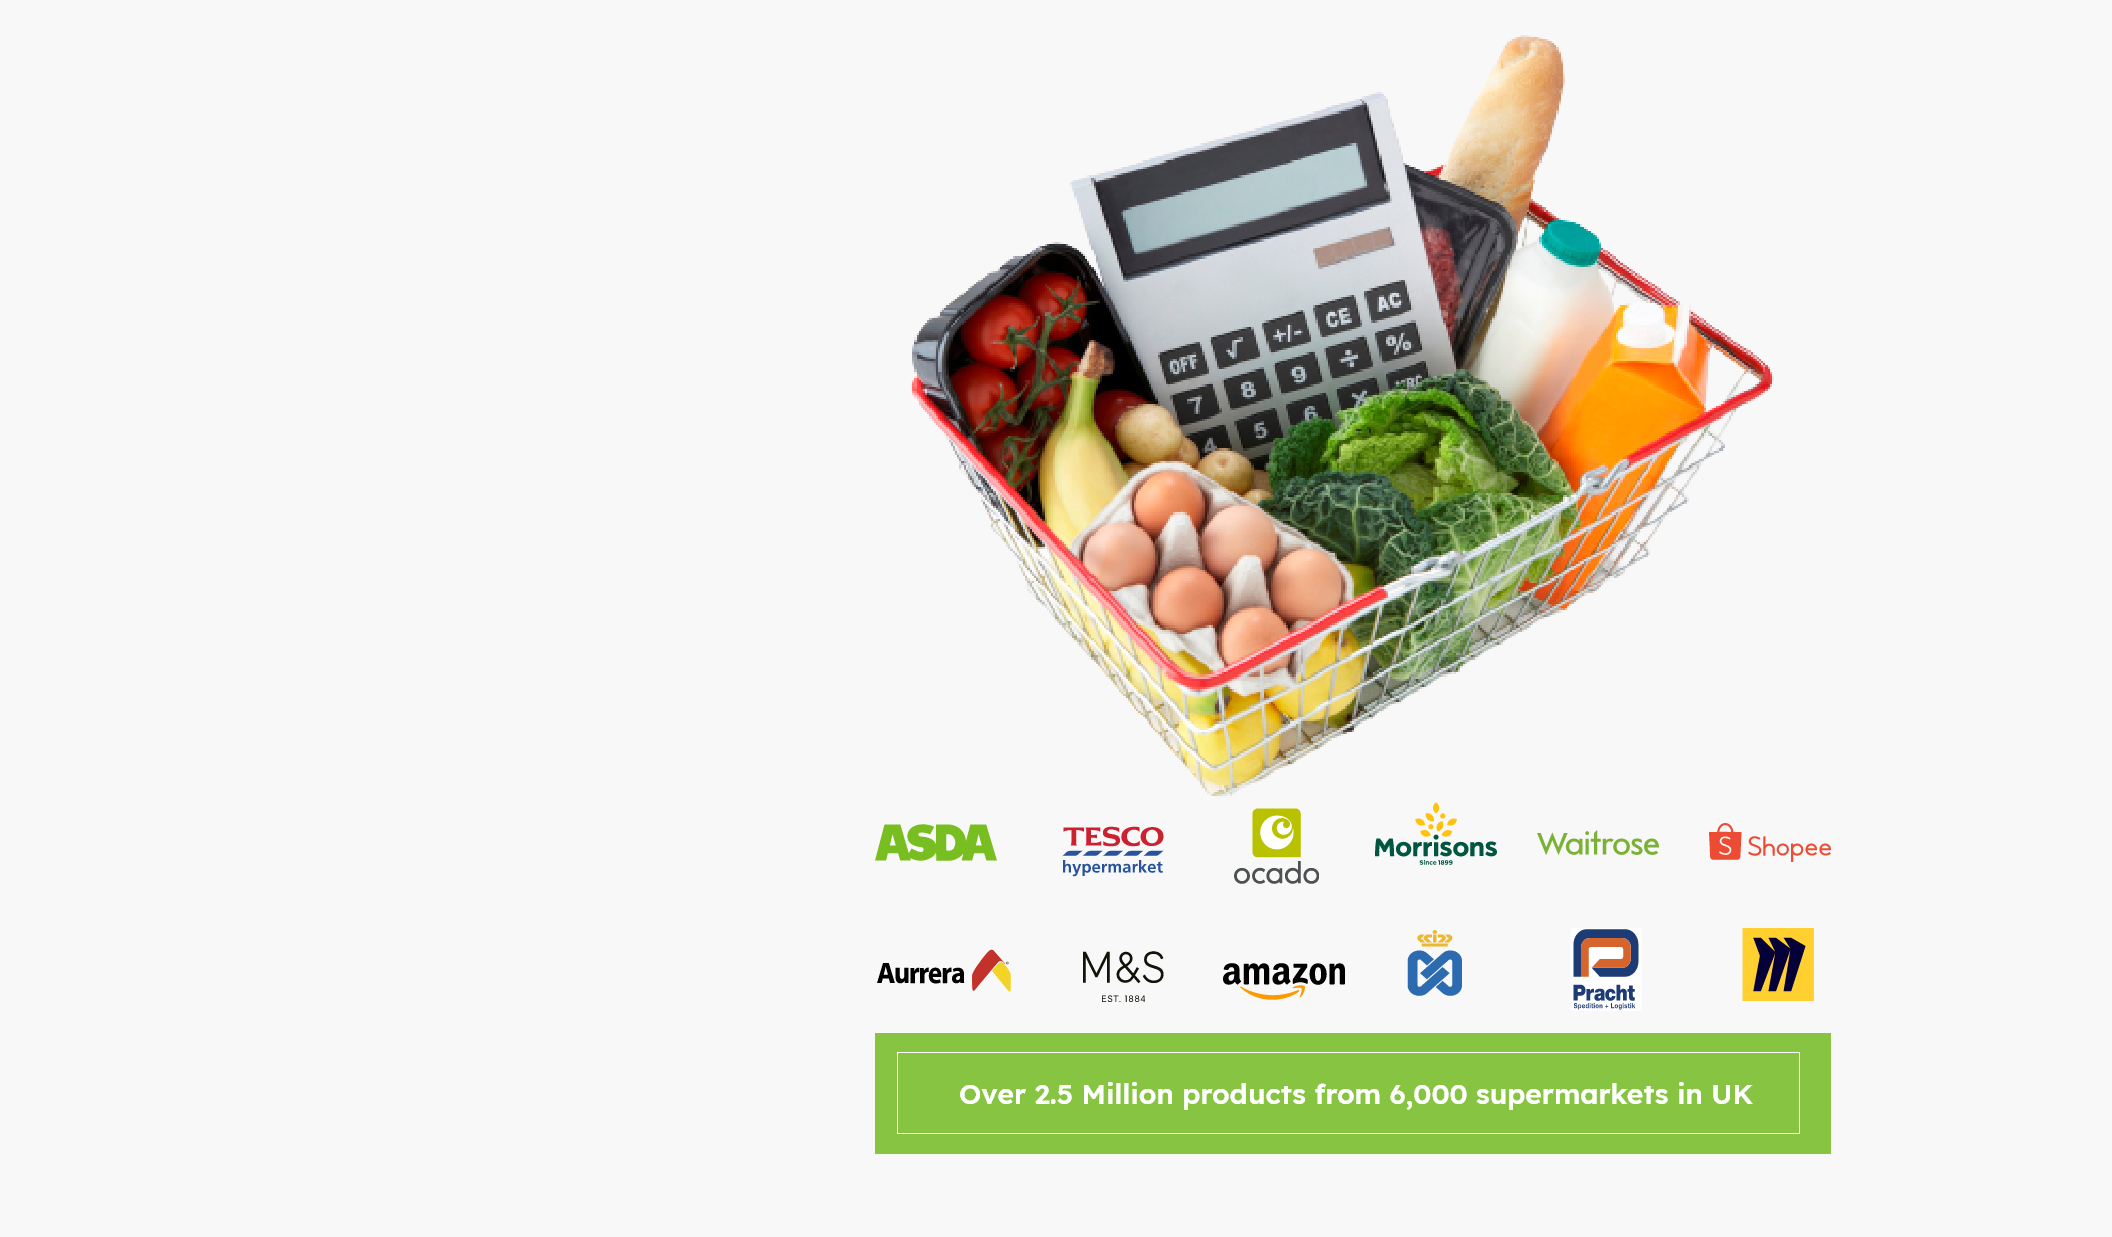 OFF √ +/- CE AC
7 8 9 ÷ %
4 5 6 X
ASDA
TESCO
hypermarket
ocado
Morrisons
Since 1899
Waitrose
S Shopee
Aurrera
M&S
EST. 1884
amazon
Pracht
Spedition + Logistik
Over 2.5 Million products from 6,000 supermarkets in UK